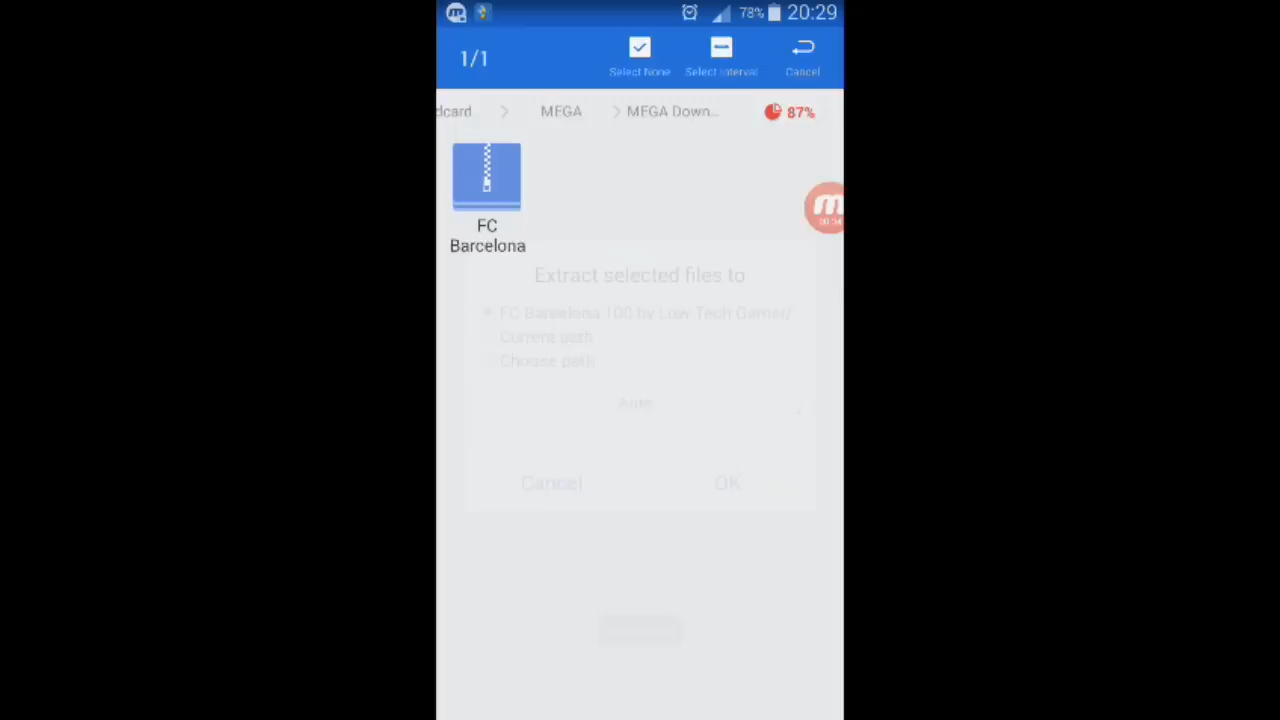 78% 20:29
1/1
Select None Select Interval Cancel
dcard > MEGA > MEGA Down... 87%
FC
Barcelona
Extract selected files to
FC Barcelona 100 by Low Tech Gamer/
Current path
Choose path
Auto
Cancel OK